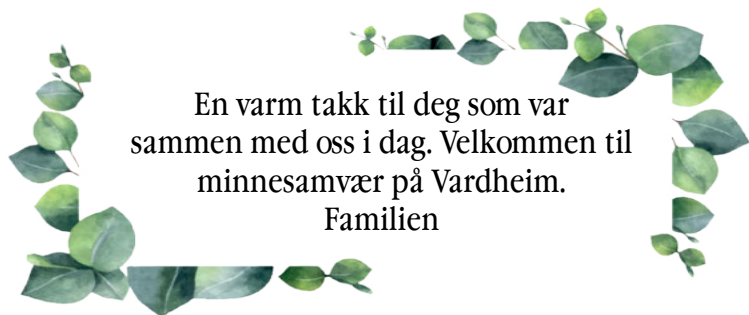 En varm takk til deg som var
sammen med oss i dag. Velkommen til
minnesamvær på Vardheim.
Familien